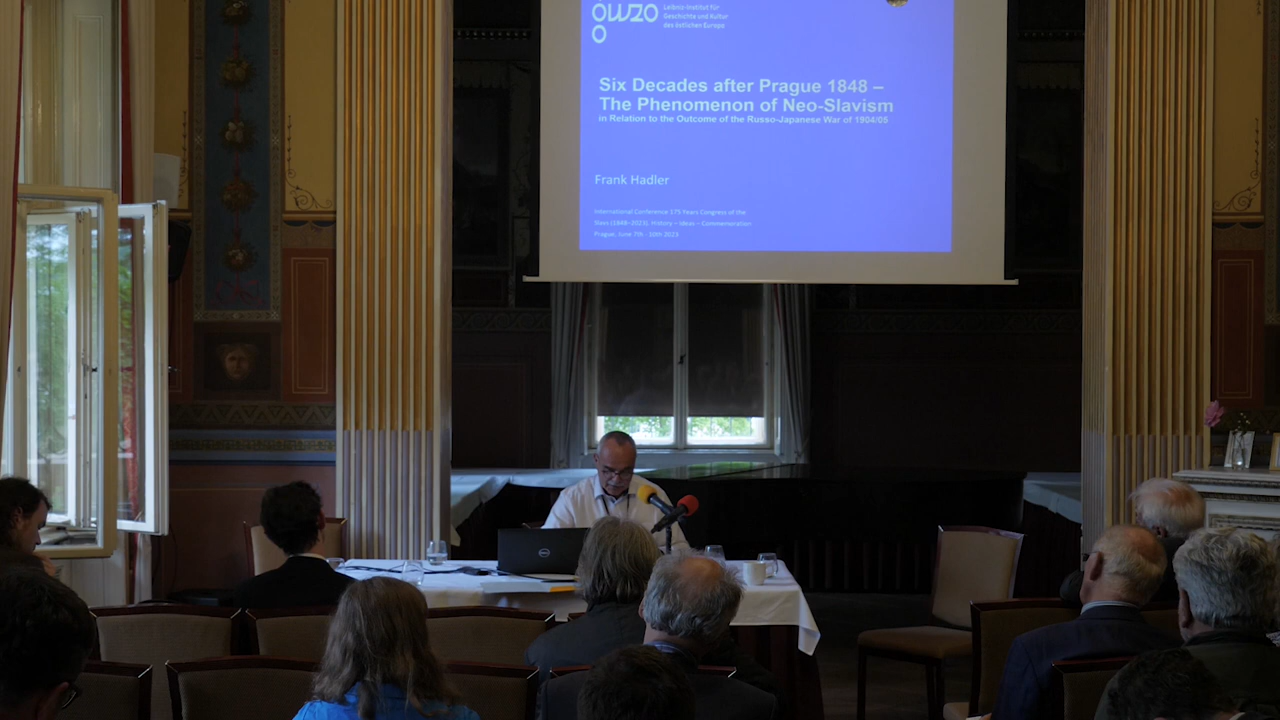 OWZO
O
Leibniz-Institut für
Geschichte und Kultur
des östlichen Europa
Six Decades after Prague 1848 –
The Phenomenon of Neo-Slavism
in Relation to the Outcome of the Russo-Japanese War of 1904/05
Frank Hadler
International Conference 175 Years Congress of the
Slavs (1848–2023). History – Ideas – Commemoration
Prague, June 7th - 10th 2023
DELL